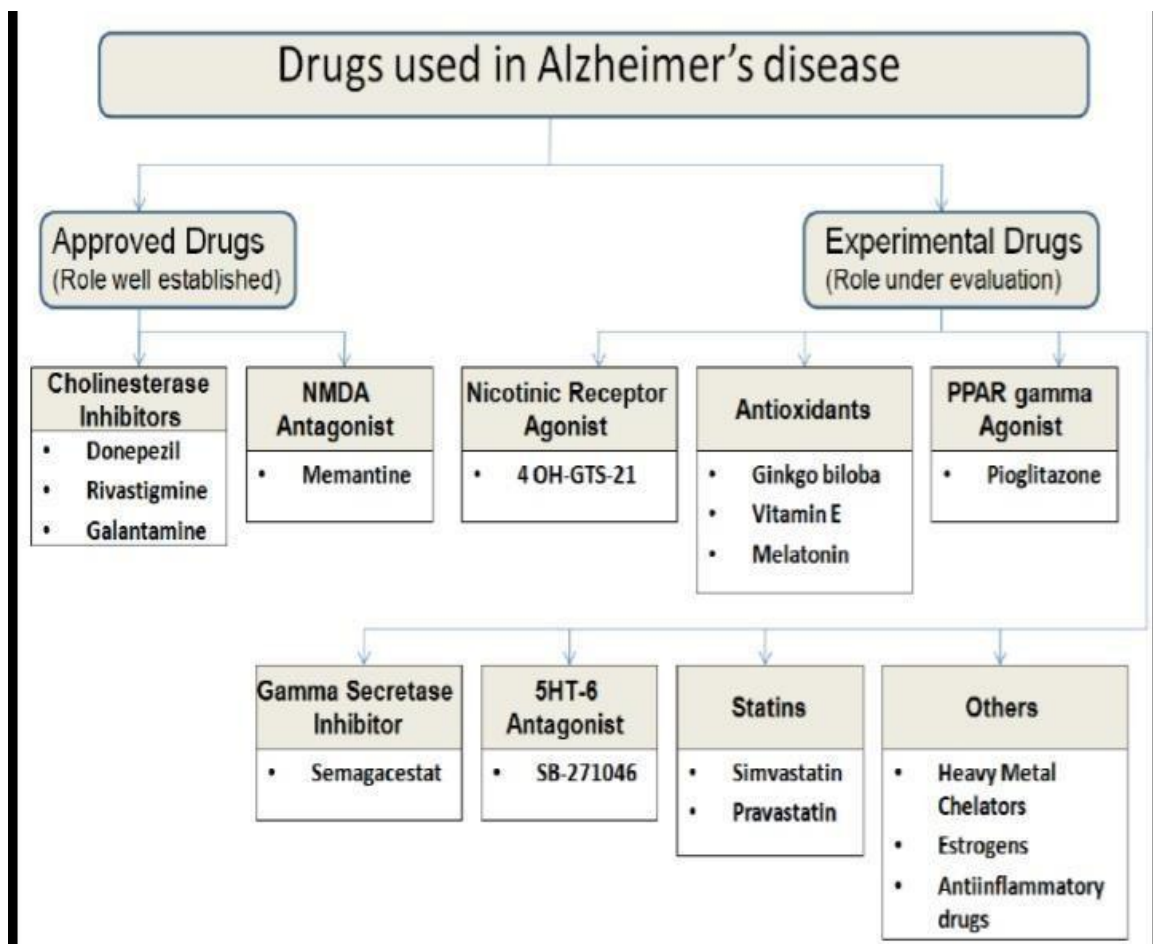 Drugs used in Alzheimer's disease
Approved Drugs
(Role well established)
Experimental Drugs
(Role under evaluation)
Cholinesterase
Inhibitors
• Donepezil
• Rivastigmine
• Galantamine
NMDA
Antagonist
• Memantine
Nicotinic Receptor
Agonist
• 4 OH-GTS-21
Antioxidants
• Ginkgo biloba
• Vitamin E
• Melatonin
PPAR gamma
Agonist
• Pioglitazone
Gamma Secretase
Inhibitor
• Semagacestat
5HT-6
Antagonist
• SB-271046
Statins
• Simvastatin
• Pravastatin
Others
• Heavy Metal
Chelators
• Estrogens
• Antiinflammatory
drugs